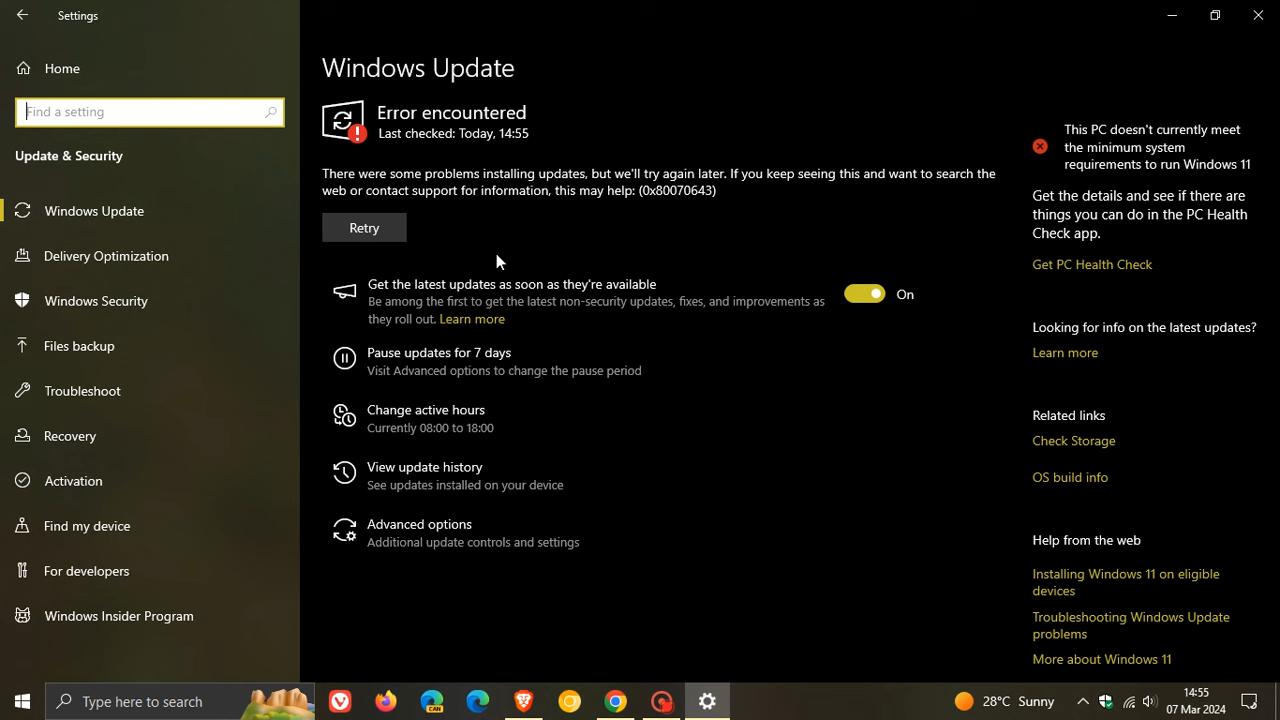 Settings
Home
Find a setting
Update & Security
Windows Update
Delivery Optimization
Windows Security
Files backup
Troubleshoot
Recovery
Activation
Find my device
For developers
Windows Insider Program
Windows Update
Error encountered
Last checked: Today, 14:55
There were some problems installing updates, but we'll try again later. If you keep seeing this and want to search the
web or contact support for information, this may help: (0x80070643)
Retry
Get the latest updates as soon as they're available
Be among the first to get the latest non-security updates, fixes, and improvements as
they roll out. Learn more
On
Pause updates for 7 days
Visit Advanced options to change the pause period
Change active hours
Currently 08:00 to 18:00
View update history
See updates installed on your device
Advanced options
Additional update controls and settings
This PC doesn't currently meet
the minimum system
requirements to run Windows 11
Get the details and see if there are
things you can do in the PC Health
Check app.
Get PC Health Check
Looking for info on the latest updates?
Learn more
Related links
Check Storage
OS build info
Help from the web
Installing Windows 11 on eligible
devices
Troubleshooting Windows Update
problems
More about Windows 11
Type here to search
CAN
28°C Sunny
14:55
07 Mar 2024